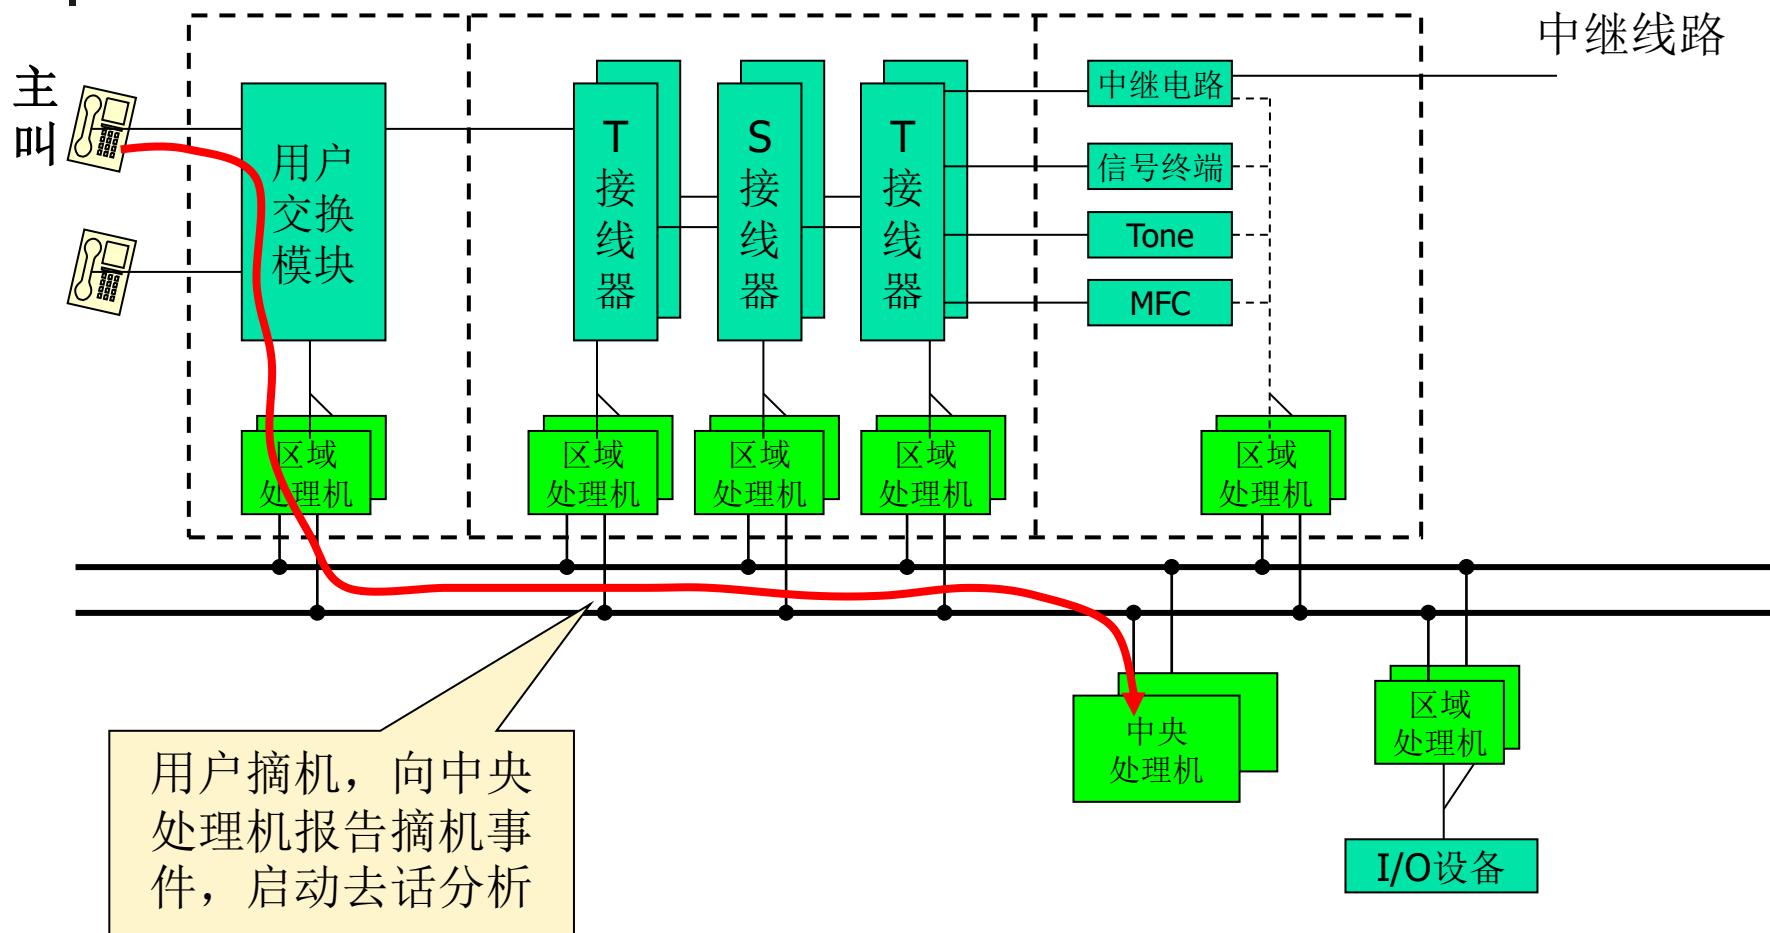 中继线路
主
叫
用户
交换
模块
T
接
线
器
S
接
线
器
T
接
线
器
中继电路
信号终端
Tone
MFC
区域
处理机
区域
处理机
区域
处理机
区域
处理机
区域
处理机
中央
处理机
区域
处理机
I/O设备
用户摘机，向中央
处理机报告摘机事
件，启动去话分析